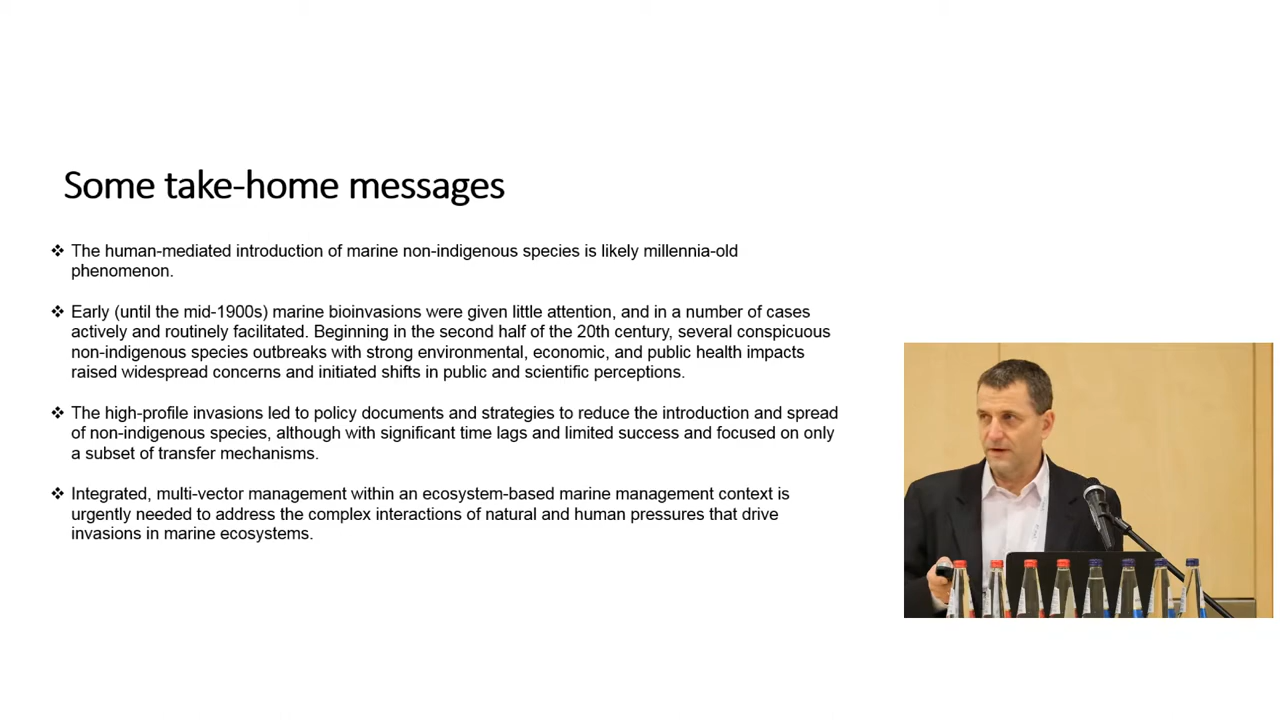 Some take-home messages
❖ The human-mediated introduction of marine non-indigenous species is likely millennia-old
phenomenon.
❖ Early (until the mid-1900s) marine bioinvasions were given little attention, and in a number of cases
actively and routinely facilitated. Beginning in the second half of the 20th century, several conspicuous
non-indigenous species outbreaks with strong environmental, economic, and public health impacts
raised widespread concerns and initiated shifts in public and scientific perceptions.
❖ The high-profile invasions led to policy documents and strategies to reduce the introduction and spread
of non-indigenous species, although with significant time lags and limited success and focused on only
a subset of transfer mechanisms.
❖ Integrated, multi-vector management within an ecosystem-based marine management context is
urgently needed to address the complex interactions of natural and human pressures that drive
invasions in marine ecosystems.